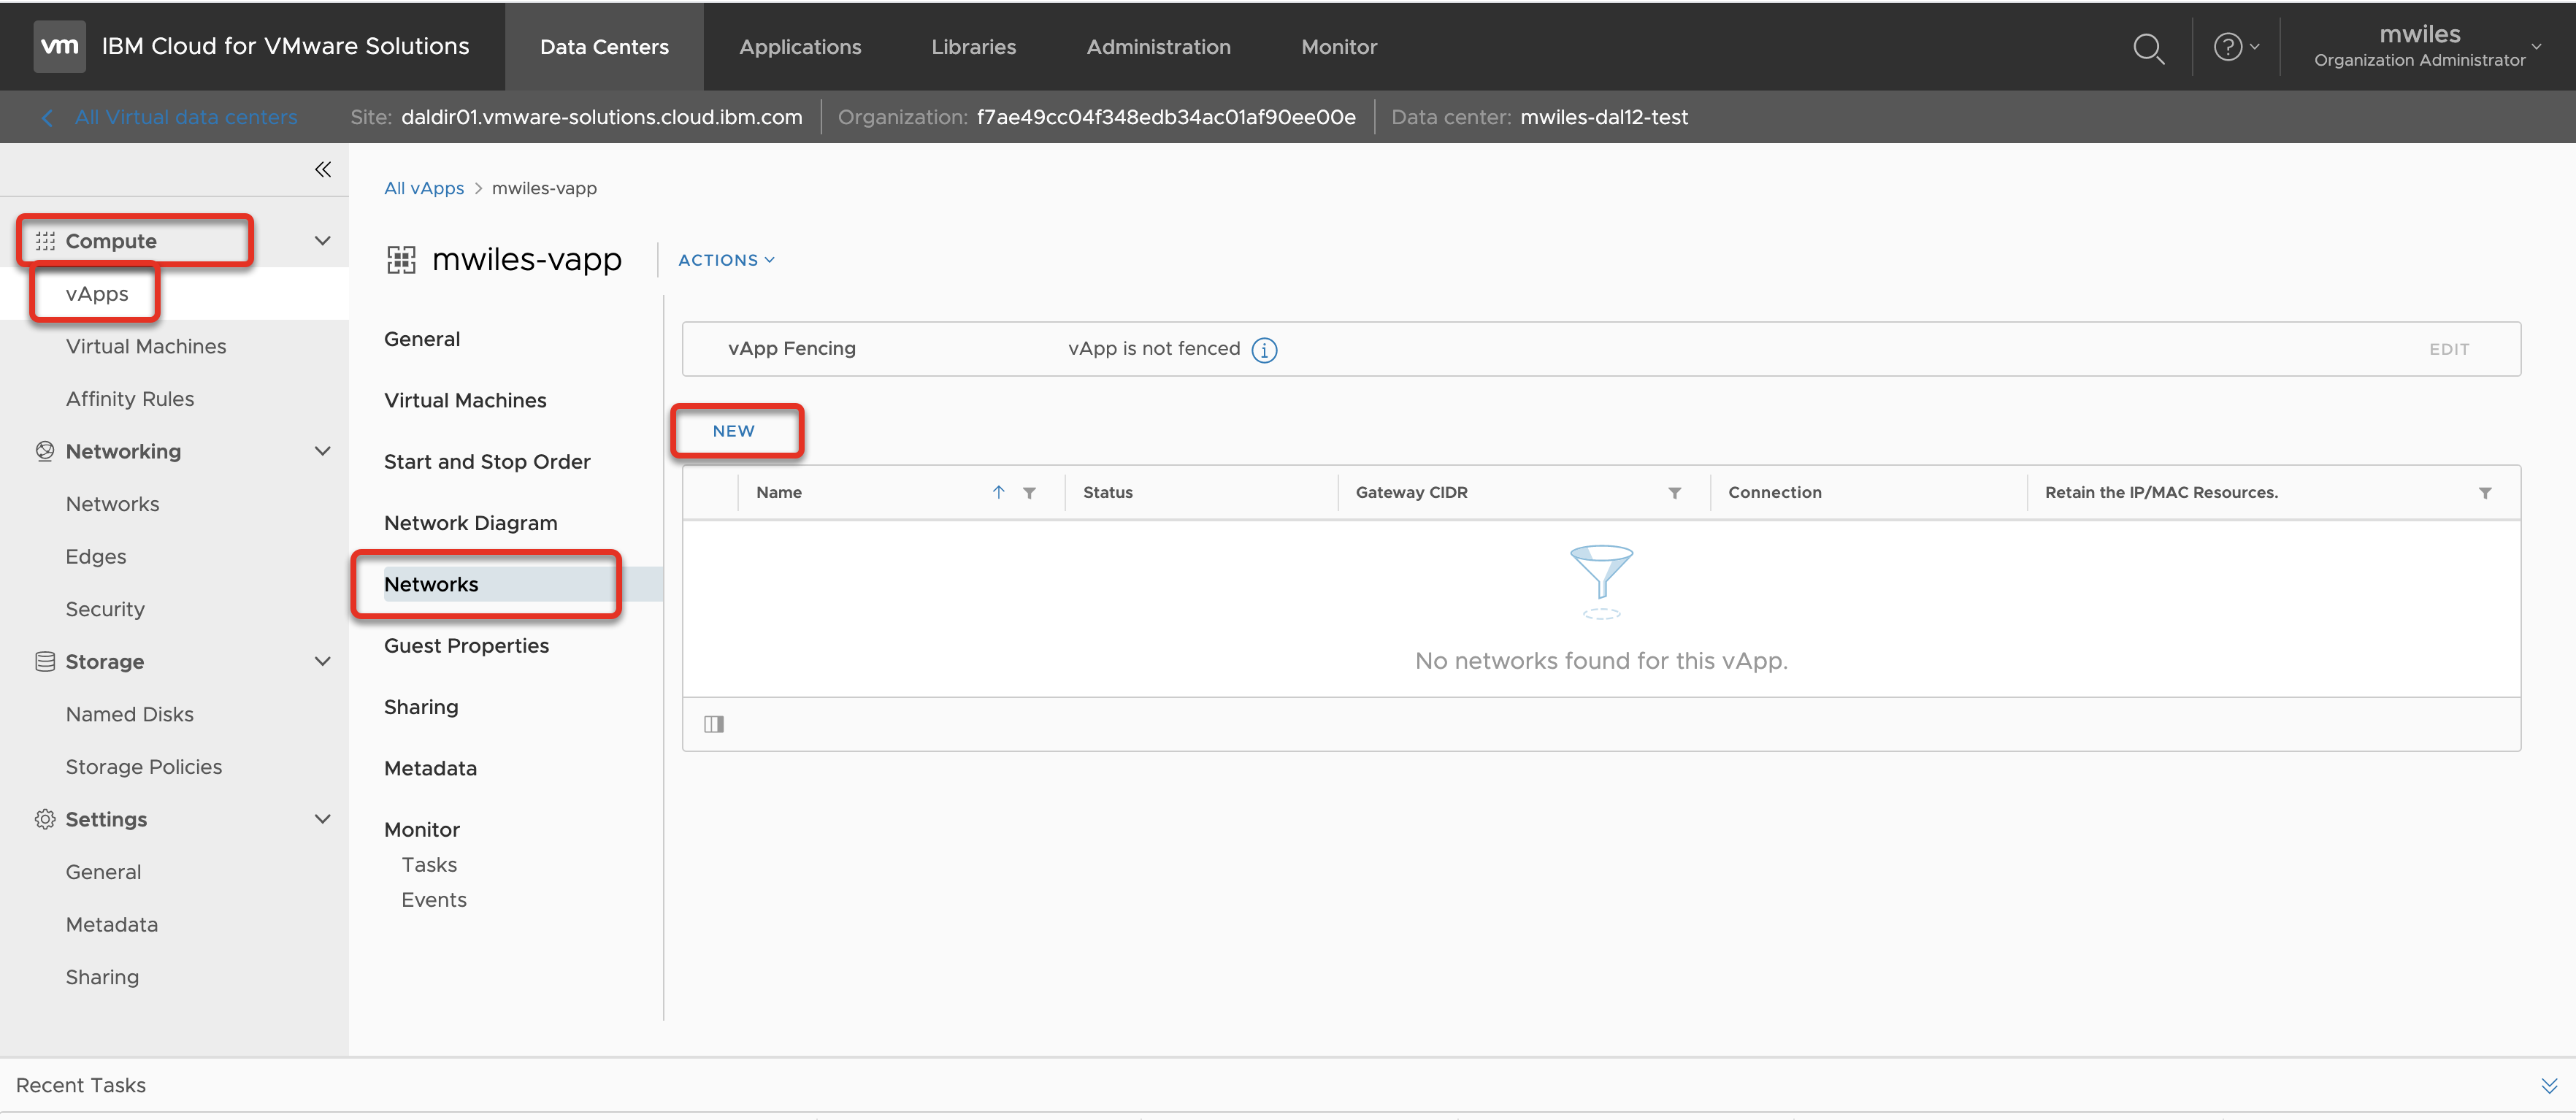 vm IBM Cloud for VMware Solutions Data Centers Applications Libraries Administration Monitor mwiles
Organization Administrator
All Virtual data centers Site: daldir01.vmware-solutions.cloud.ibm.com Organization: f7ae49cc04f348edb34ac01af90ee00e Data center: mwiles-dal12-test
Compute
vApps
Virtual Machines
Affinity Rules
Networking
Networks
Edges
Security
Storage
Named Disks
Storage Policies
Settings
General
Metadata
Sharing
All vApps > mwiles-vapp
mwiles-vapp ACTIONS
General
Virtual Machines
Start and Stop Order
Network Diagram
Networks
Guest Properties
Sharing
Metadata
Monitor
Tasks
Events
vApp Fencing vApp is not fenced EDIT
NEW
Name Status Gateway CIDR Connection Retain the IP/MAC Resources.
No networks found for this vApp.
Recent Tasks